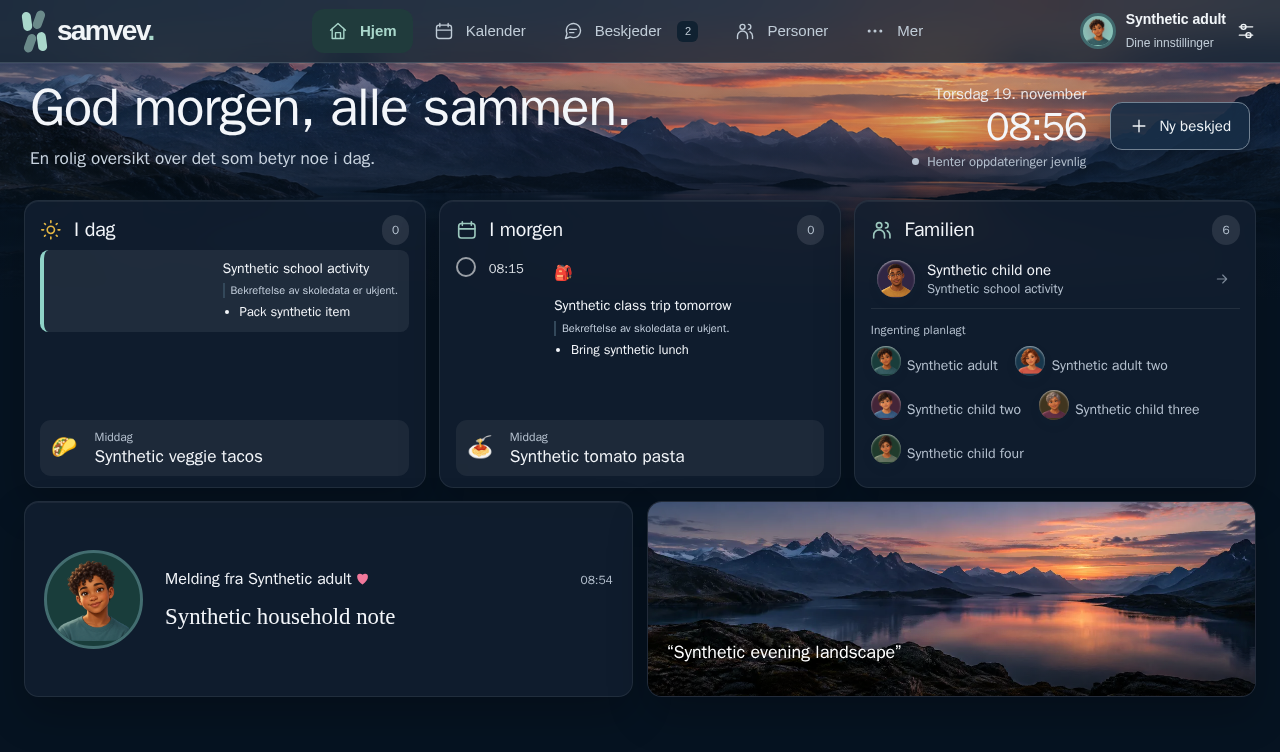 samvev.
Hjem
Kalender
Beskjeder
2
Personer
Mer
Synthetic adult
Dine innstillinger
God morgen, alle sammen.
En rolig oversikt over det som betyr noe i dag.
Torsdag 19. november
08:56
Henter oppdateringer jevnlig
Ny beskjed
I dag
0
Synthetic school activity
Bekreftelse av skoledata er ukjent.
Pack synthetic item
Middag
Synthetic veggie tacos
I morgen
0
08:15
Synthetic class trip tomorrow
Bekreftelse av skoledata er ukjent.
Bring synthetic lunch
Middag
Synthetic tomato pasta
Familien
6
Synthetic child one
Synthetic school activity
Ingenting planlagt
Synthetic adult
Synthetic adult two
Synthetic child two
Synthetic child three
Synthetic child four
Melding fra Synthetic adult
08:54
Synthetic household note
“Synthetic evening landscape”